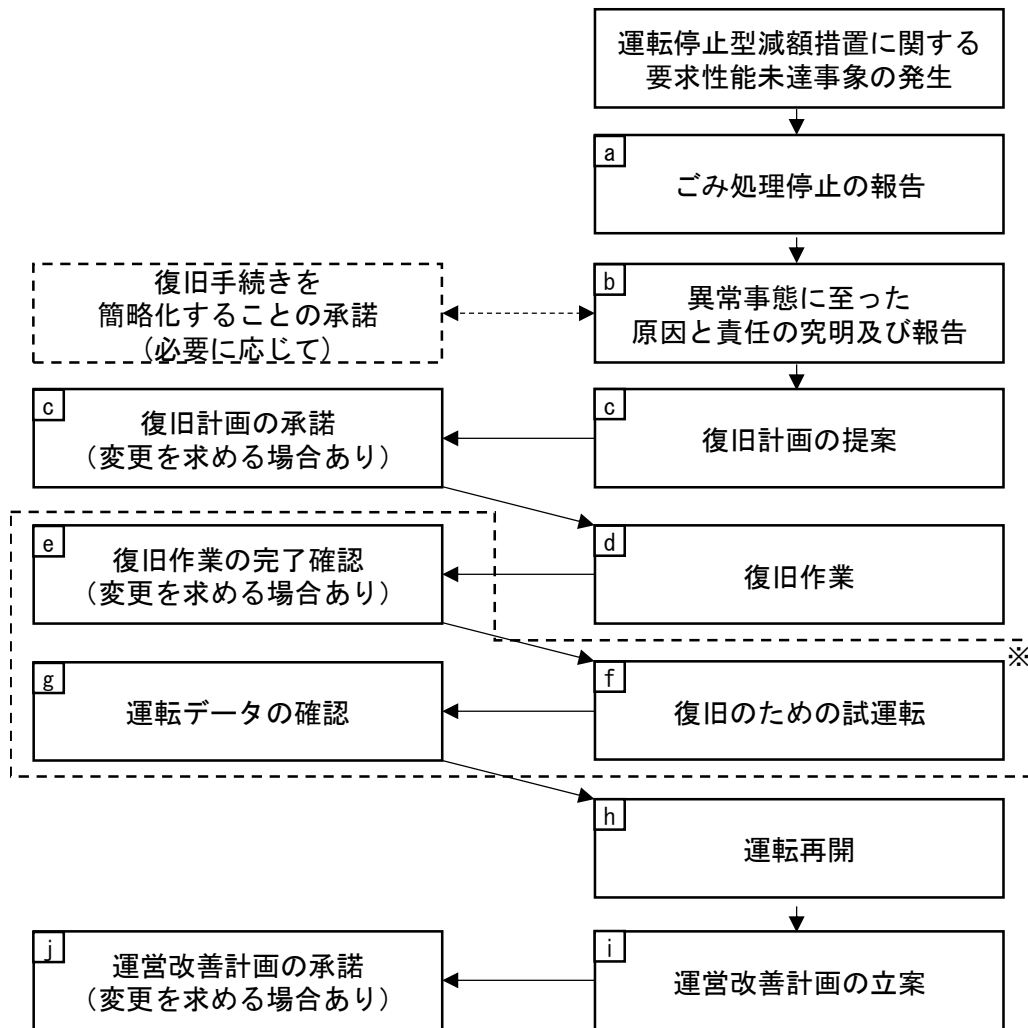 運転停止型減額措置に関する
要求性能未達事象の発生
a
ごみ処理停止の報告
復旧手続きを
簡略化することの承諾
(必要に応じて)
b
異常事態に至った
原因と責任の究明及び報告
c
復旧計画の承諾
(変更を求める場合あり)
c
復旧計画の提案
e
復旧作業の完了確認
(変更を求める場合あり)
d
復旧作業
※
g
運転データの確認
f
復旧のための試運転
h
運転再開
j
運営改善計画の承諾
(変更を求める場合あり)
i
運営改善計画の立案